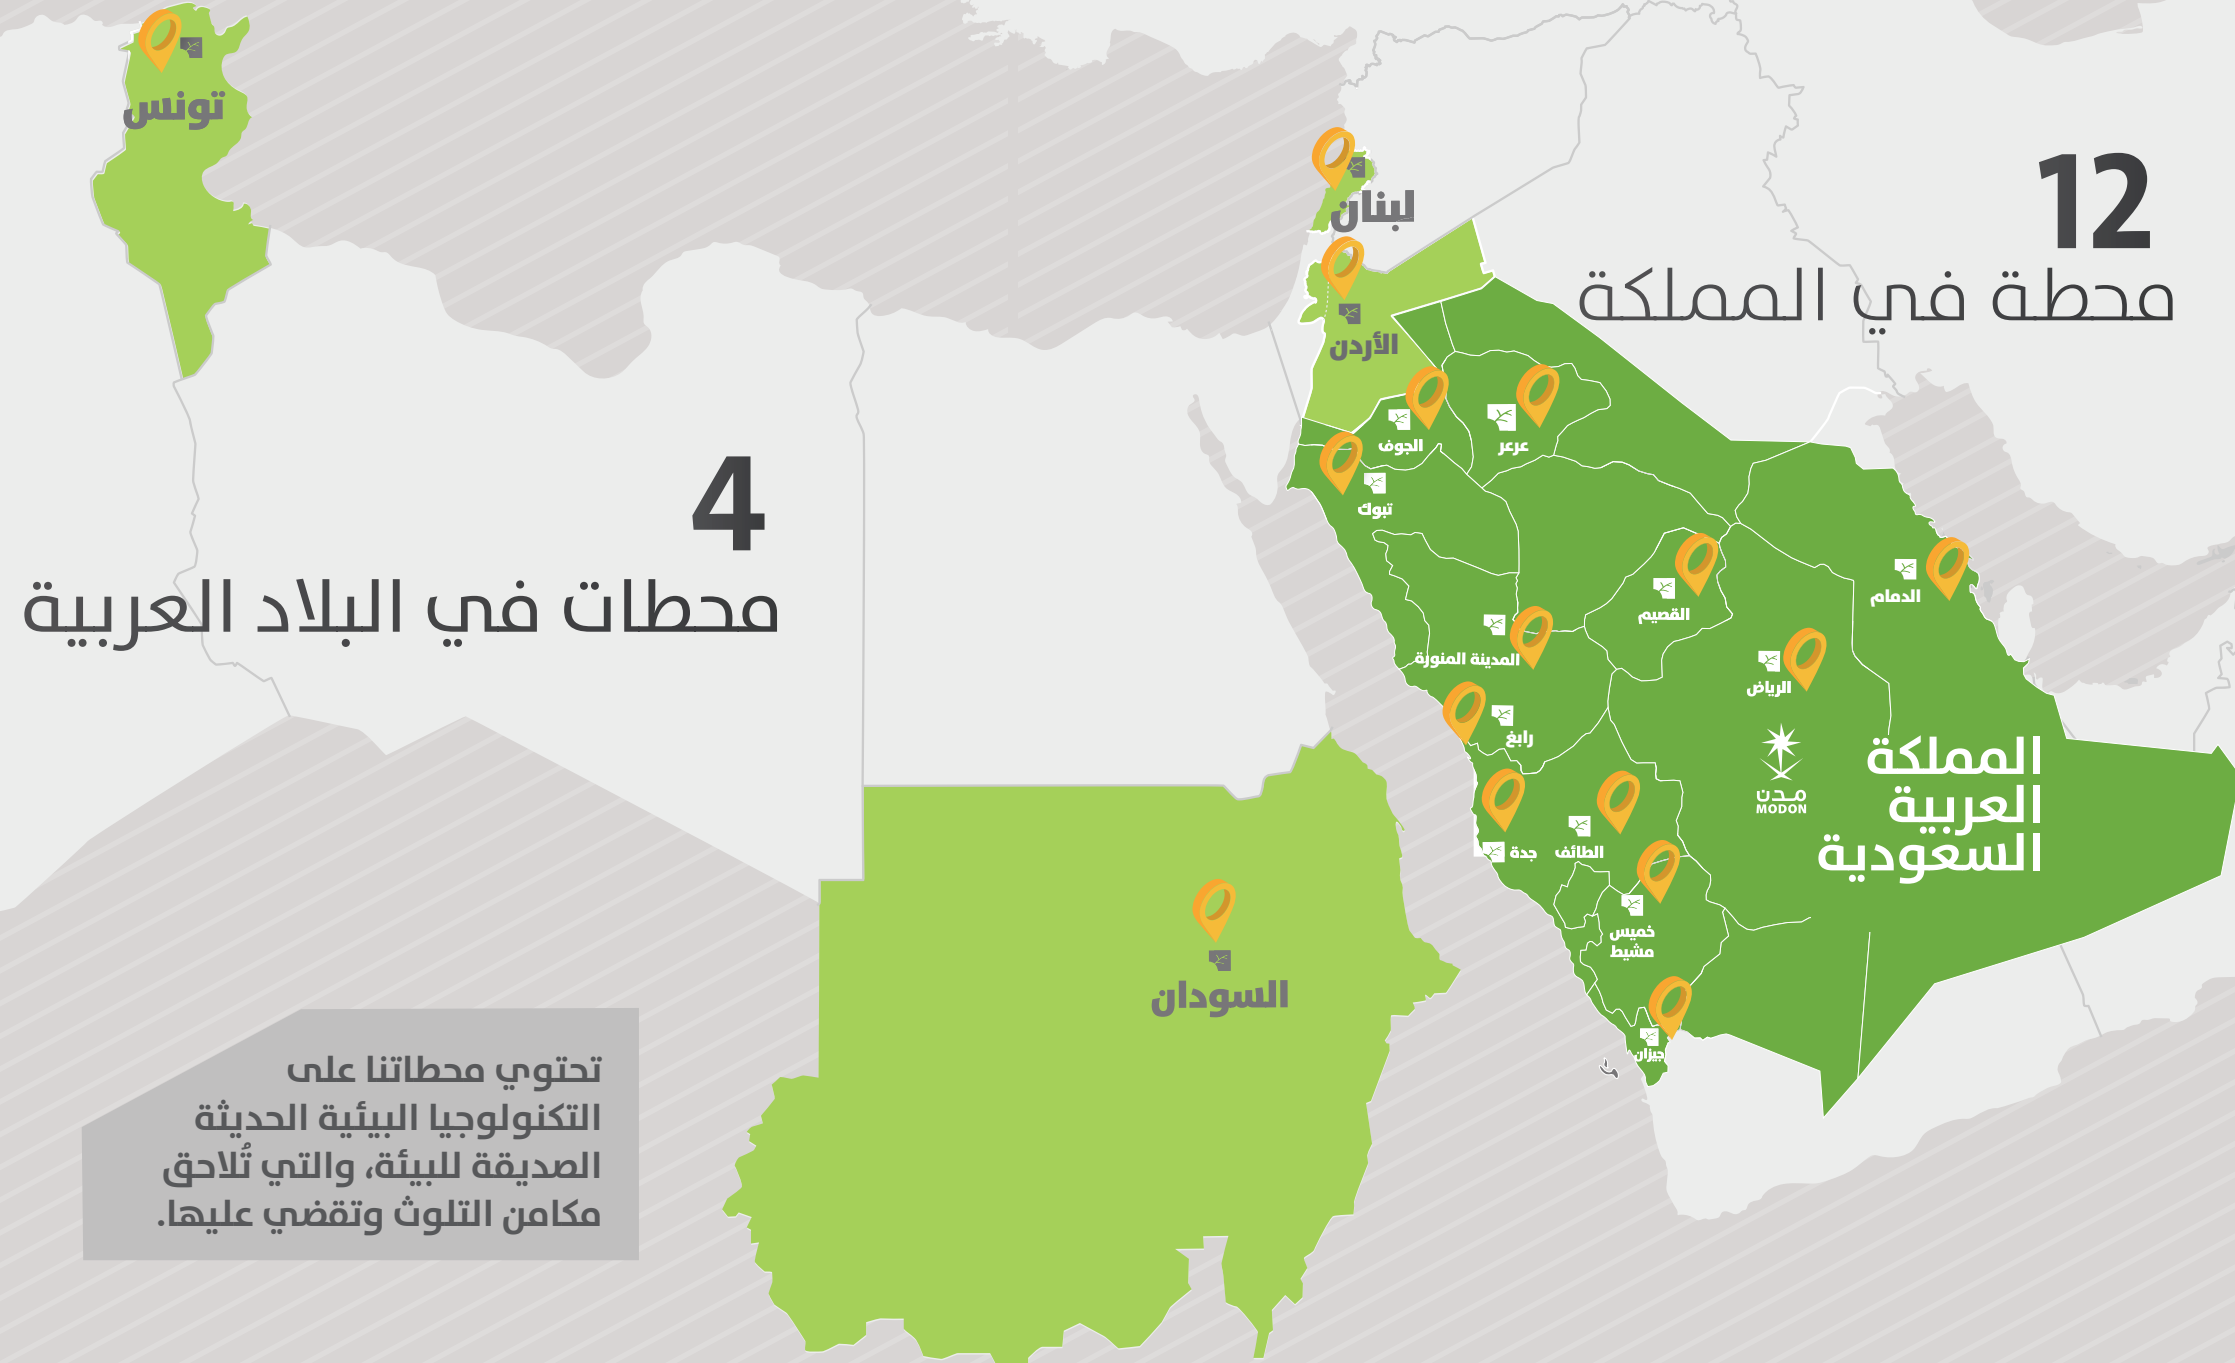 12
محطة في المملكة
4
محطات في البلاد العربية
تونس
لبنان
الأردن
الجوف
عرعر
تبوك
القصيم
الدمام
المدينة المنورة
الرياض
رابغ
جدة
الطائف
خميس
مشيط
جيزان
مدن
MODON
المملكة
العربية
السعودية
السودان
تحتوي محطاتنا على
التكنولوجيا البيئية الحديثة
الصديقة للبيئة، والتي تُلاحق
مكامن التلوث وتقضي عليها.